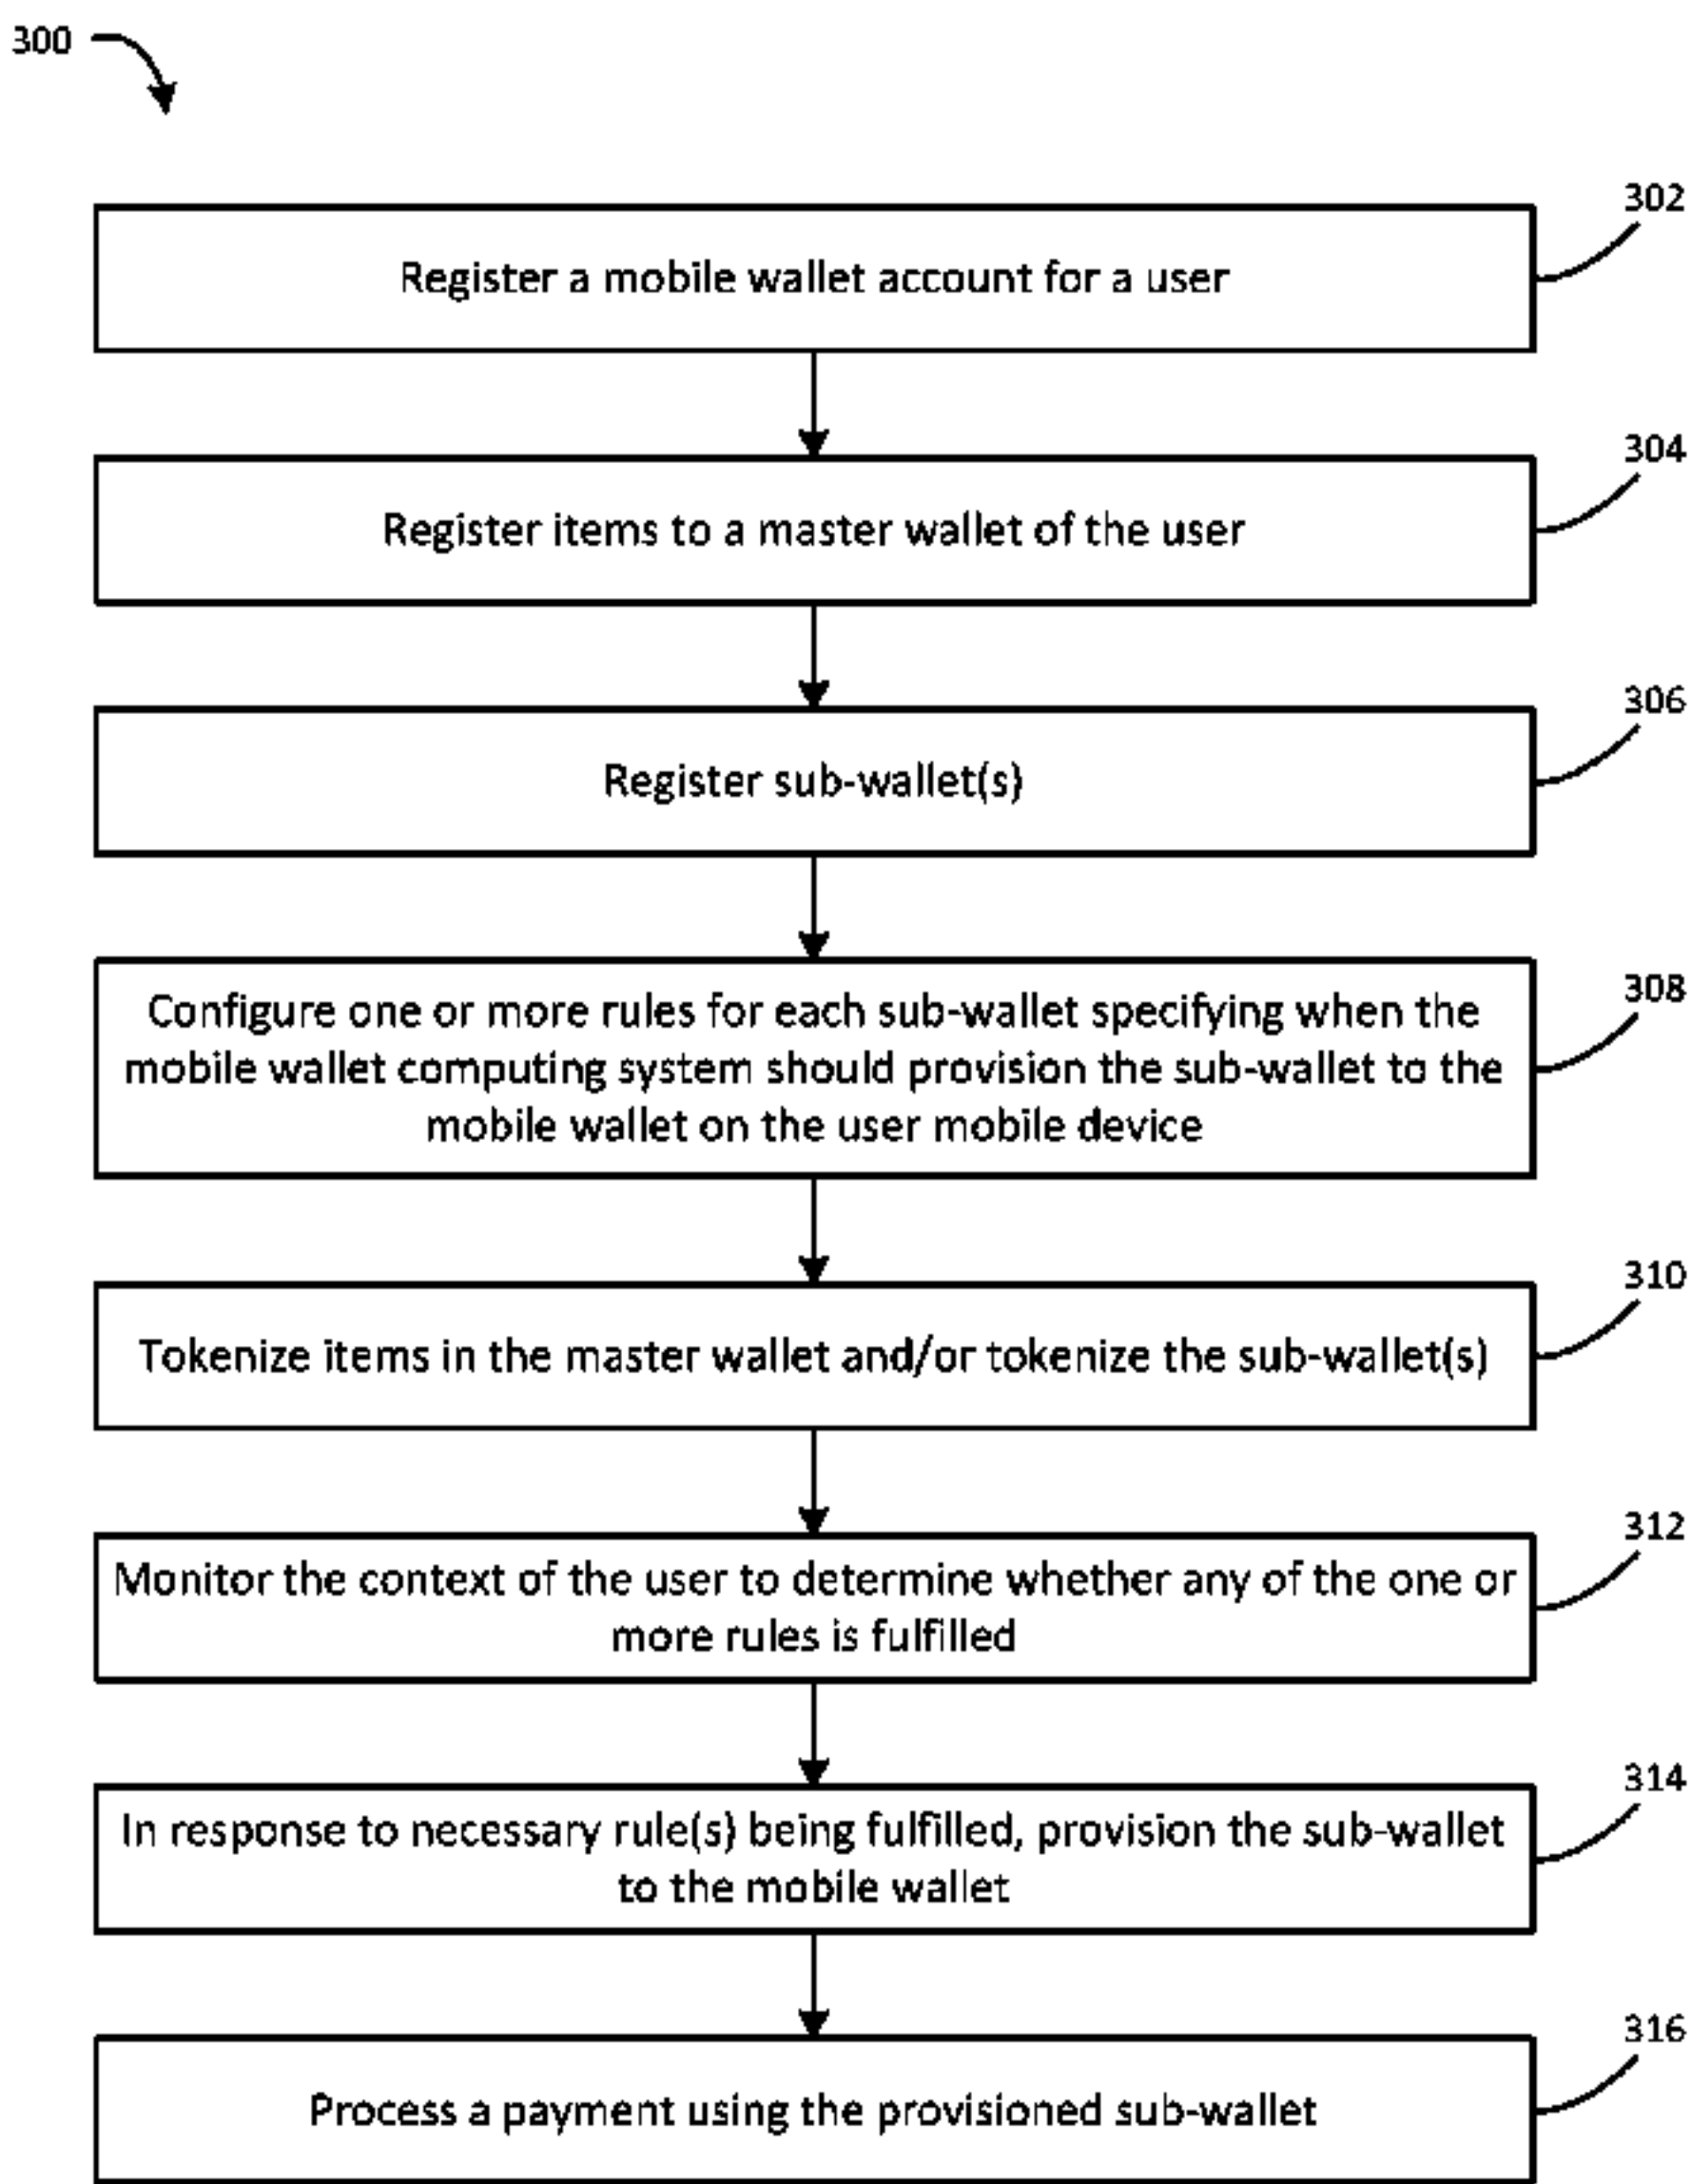 300
302
Register a mobile wallet account for a user
304
Register items to a master wallet of the user
306
Register sub-wallet(s)
308
Configure one or more rules for each sub-wallet specifying when the
mobile wallet computing system should provision the sub-wallet to the
mobile wallet on the user mobile device
310
Tokenize items in the master wallet and/or tokenize the sub-wallet(s)
312
Monitor the context of the user to determine whether any of the one or
more rules is fulfilled
314
In response to necessary rule(s) being fulfilled, provision the sub-wallet
to the mobile wallet
316
Process a payment using the provisioned sub-wallet